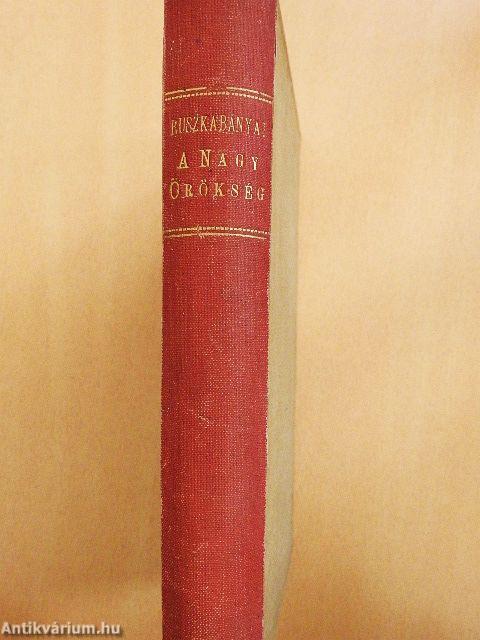 RUSZKABÁNYAI
A NAGY
ÖRÖKSÉG
Antikvárium.hu